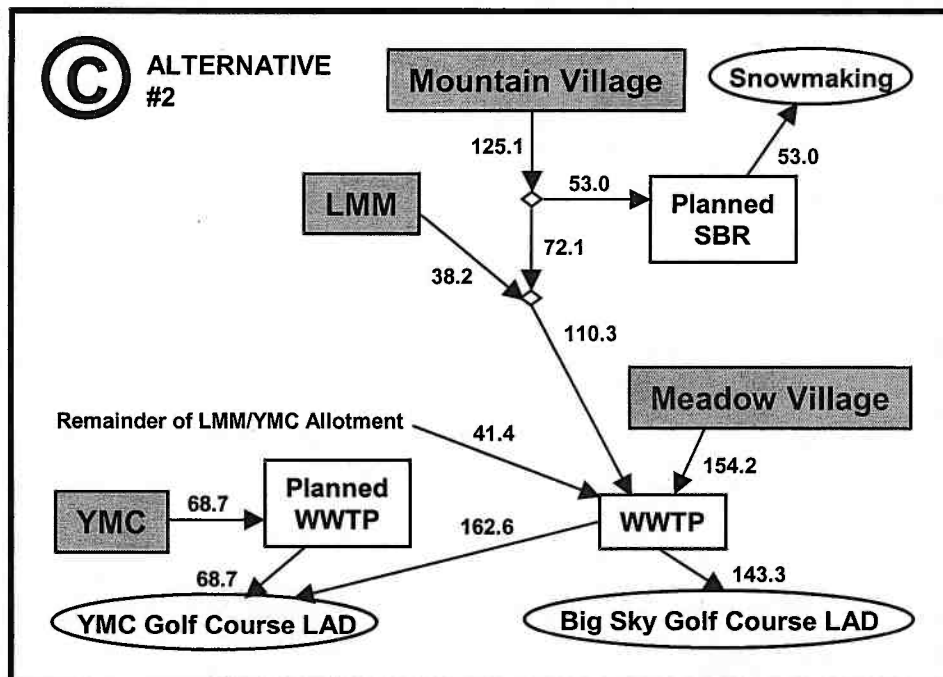 C
ALTERNATIVE
#2
Mountain Village
Snowmaking
125.1
53.0
53.0
Planned
SBR
LMM
72.1
38.2
110.3
Meadow Village
Remainder of LMM/YMC Allotment
41.4
154.2
YMC
68.7
Planned
WWTP
162.6
WWTP
68.7
143.3
YMC Golf Course LAD
Big Sky Golf Course LAD